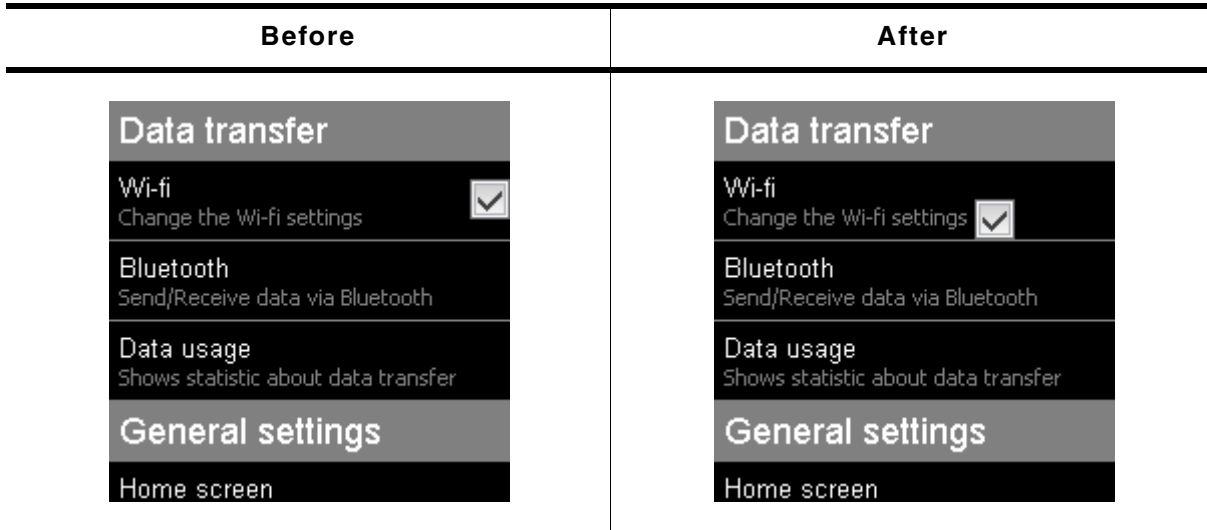 Before
After
Data transfer
Wi-fi
Change the Wi-fi settings
Bluetooth
Send/Receive data via Bluetooth
Data usage
Shows statistic about data transfer
General settings
Home screen
Data transfer
Wi-fi
Change the Wi-fi settings
Bluetooth
Send/Receive data via Bluetooth
Data usage
Shows statistic about data transfer
General settings
Home screen